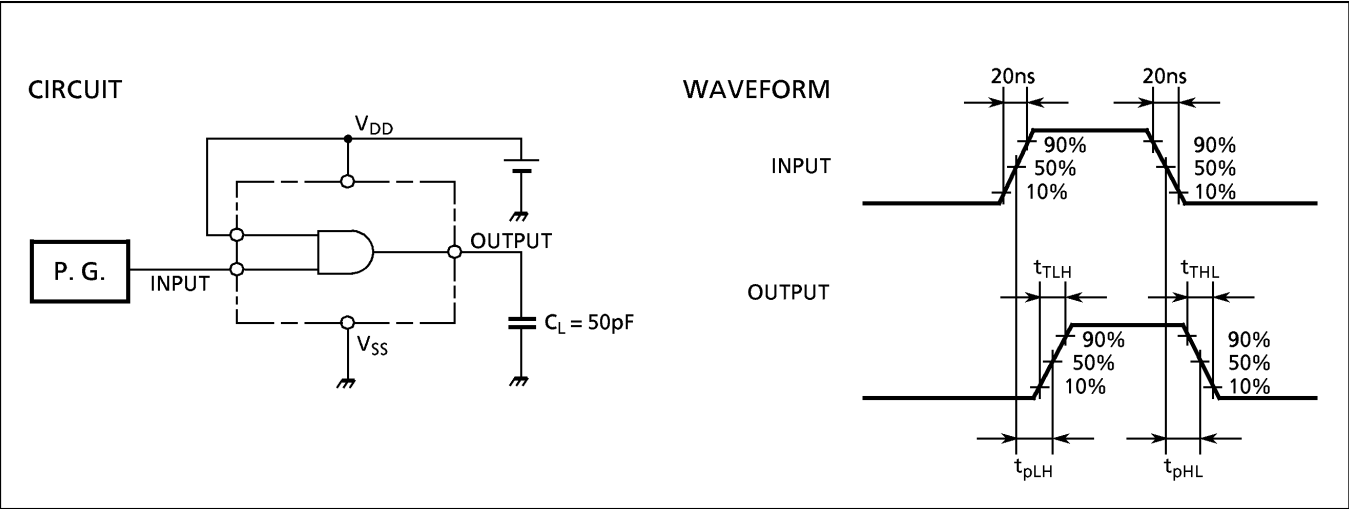 CIRCUIT
VDD
P. G.
INPUT
OUTPUT
CL = 50pF
VSS
WAVEFORM
20ns
20ns
INPUT
90%
50%
10%
90%
50%
10%
OUTPUT
tTLH
tTHL
90%
50%
10%
90%
50%
10%
tpLH
tpHL